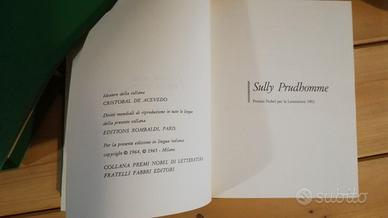 Ideatore della collana
CRISTOBAL DE ACEVEDO
Diritti mondiali di riproduzione in tutte le lingue
della presente collana
EDITIONS ROMBALDI, PARIS
Per la presente edizione in lingua italiana
copyright © 1964, © 1965 - Milano
COLLANA PREMI NOBEL DI LETTERATURA
FRATELLI FABBRI EDITORI
Sully Prudhomme
Premio Nobel per la Letteratura 1901
subito